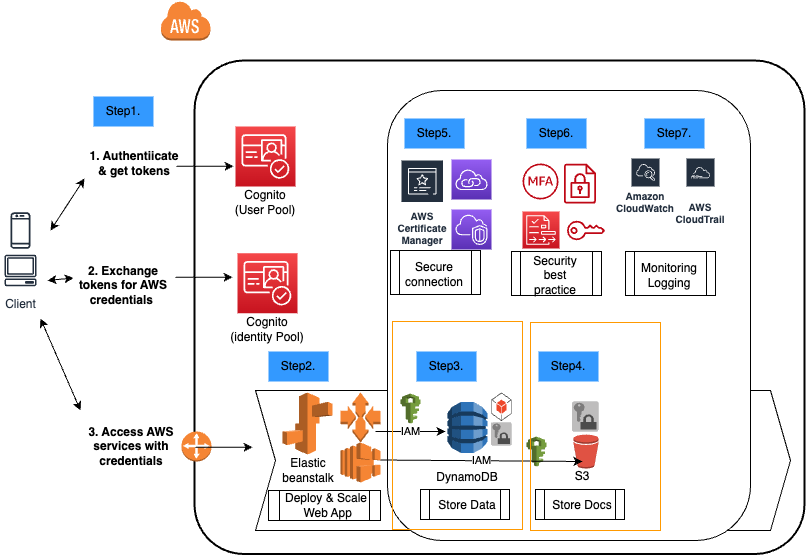 AWS
Step1.
1. Authentiicate
& get tokens
Cognito
(User Pool)
Client
2. Exchange
tokens for AWS
credentials
Cognito
(identity Pool)
3. Access AWS
services with
credentials
Step5.
AWS
Certificate
Manager
Secure
connection
Step6.
MFA
Security
best
practice
Step7.
Amazon
CloudWatch
AWS
CloudTrail
Monitoring
Logging
Step2.
Elastic
beanstalk
Deploy & Scale
Web App
Step3.
IAM
IAM
DynamoDB
Store Data
Step4.
S3
Store Docs